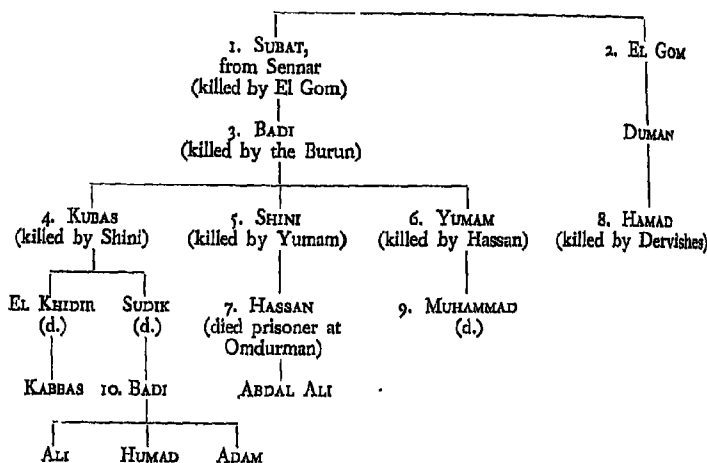 1. SUBAT, 2. EL GOM
from Sennar
(killed by El Gom)
3. BADI DUMAN
(killed by the Burun)
4. KUBAS 5. SHINI 6. YUMAM 8. HAMAD
(killed by Shini) (killed by Yumam) (killed by Hassan) (killed by Dervishes)
EL KHIDIR SUDIK 7. HASSAN 9. MUHAMMAD
(d.) (d.) (died prisoner at (d.)
Omdurman)
KABBAS 10. BADI ABDAL ALI
ALI HUMAD ADAM